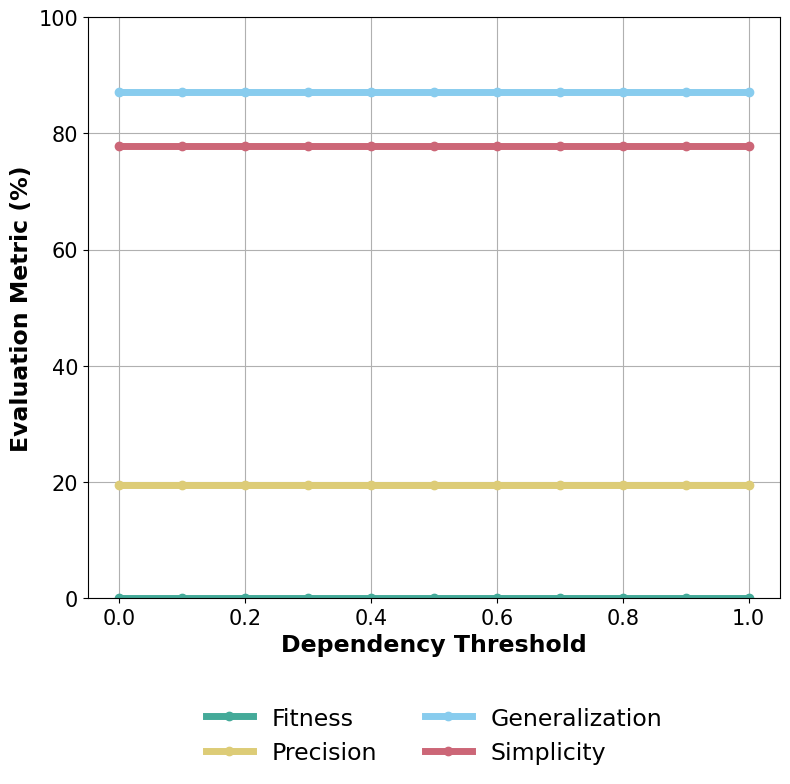 100
80
60
40
20
0
Evaluation Metric (%)
0.0 0.2 0.4 0.6 0.8 1.0
Dependency Threshold
Fitness Generalization
Precision Simplicity